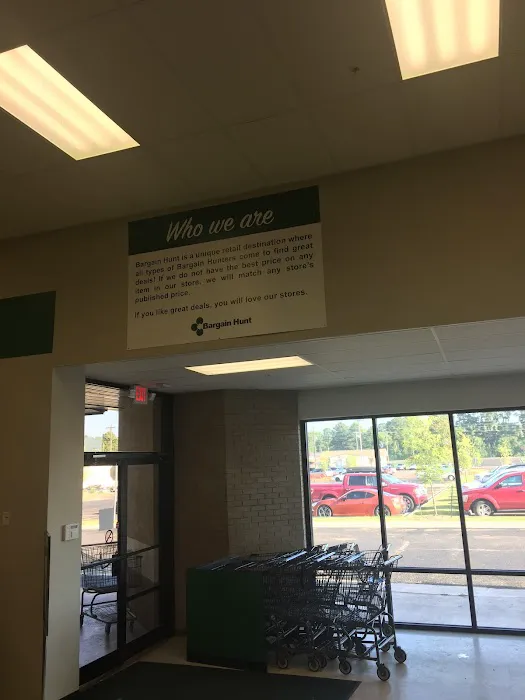 Who we are
Bargain Hunt is a unique retail destination where
all types of Bargain Hunters come to find great
deals! If we do not have the best price on any
item in our store, we will match any store's
published price.
If you like great deals, you will love our stores.
Bargain Hunt
EXIT